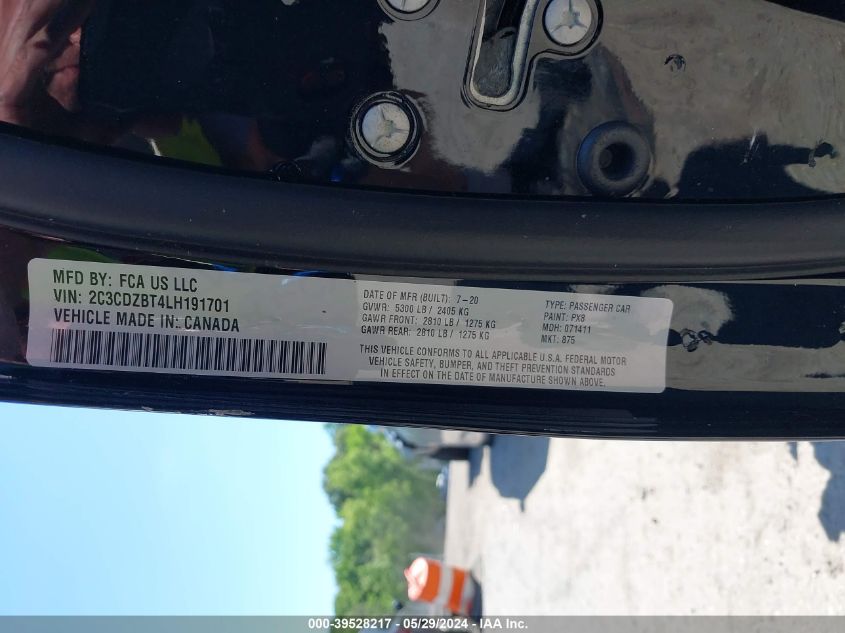 MFD BY: FCA US LLC
VIN: 2C3CDZBT4LH191701
VEHICLE MADE IN: CANADA
DATE OF MFR (BUILT): 7-20
GVWR: 5300 LB / 2405 KG
GAWR FRONT: 2810 LB / 1275 KG
GAWR REAR: 2810 LB / 1275 KG
TYPE: PASSENGER CAR
PAINT: PX8
MDH: 071411
MKT: 875
THIS VEHICLE CONFORMS TO ALL APPLICABLE U.S.A. FEDERAL MOTOR
VEHICLE SAFETY, BUMPER, AND THEFT PREVENTION STANDARDS
IN EFFECT ON THE DATE OF MANUFACTURE SHOWN ABOVE.
000-39528217 - 05/29/2024 - IAA Inc.